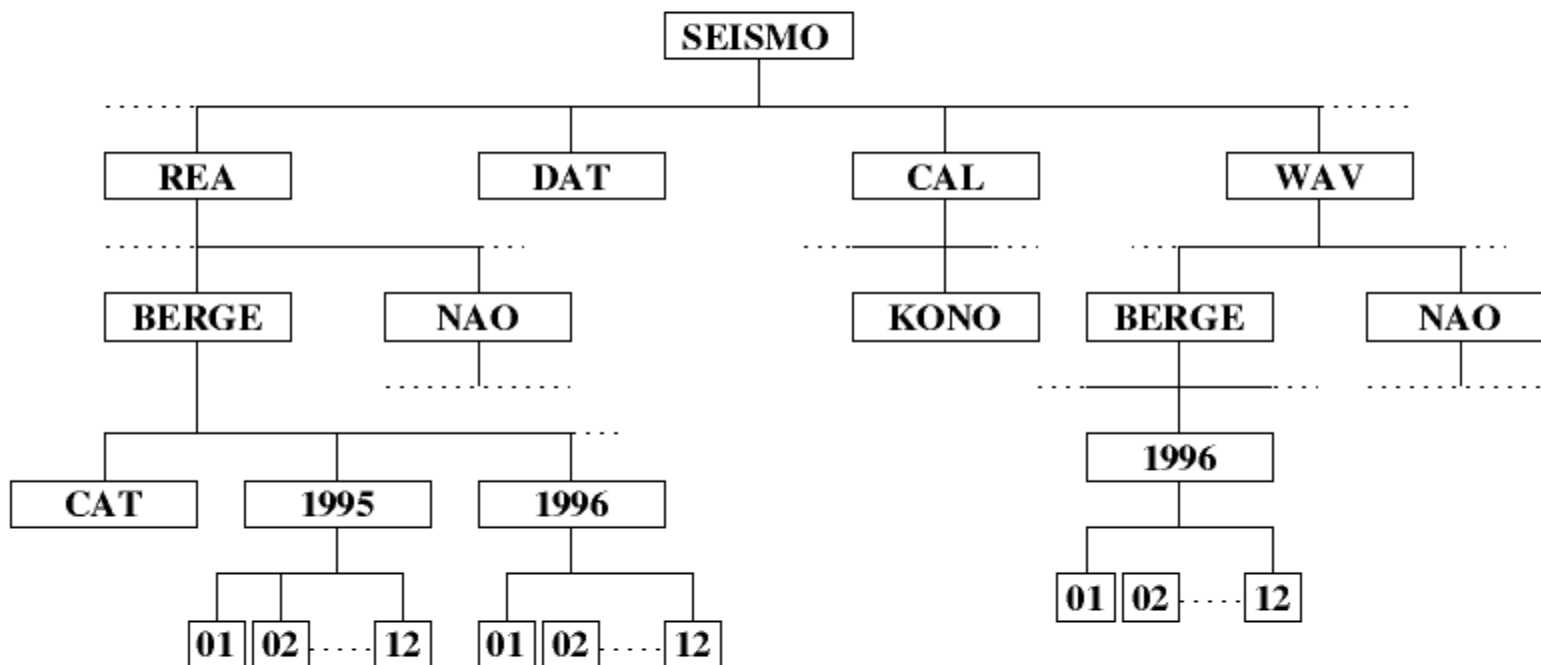 SEISMO
REA DAT CAL WAV
BERGE NAO KONO BERGE NAO
1996
CAT 1995 1996
01 02 12
01 02 12 01 02 12